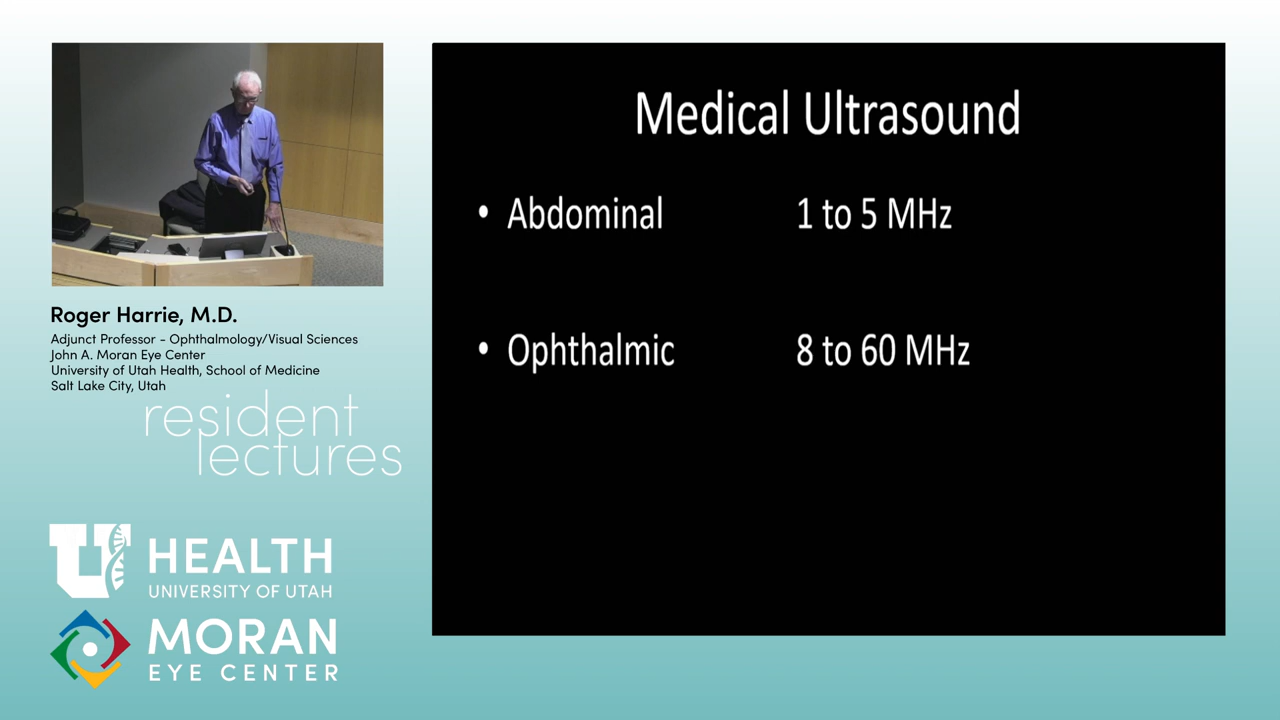 Medical Ultrasound
• Abdominal 1 to 5 MHz
• Ophthalmic 8 to 60 MHz
Roger Harrie, M.D.
Adjunct Professor - Ophthalmology/Visual Sciences
John A. Moran Eye Center
University of Utah Health, School of Medicine
Salt Lake City, Utah
resident
lectures
U HEALTH
UNIVERSITY OF UTAH
MORAN
EYE CENTER